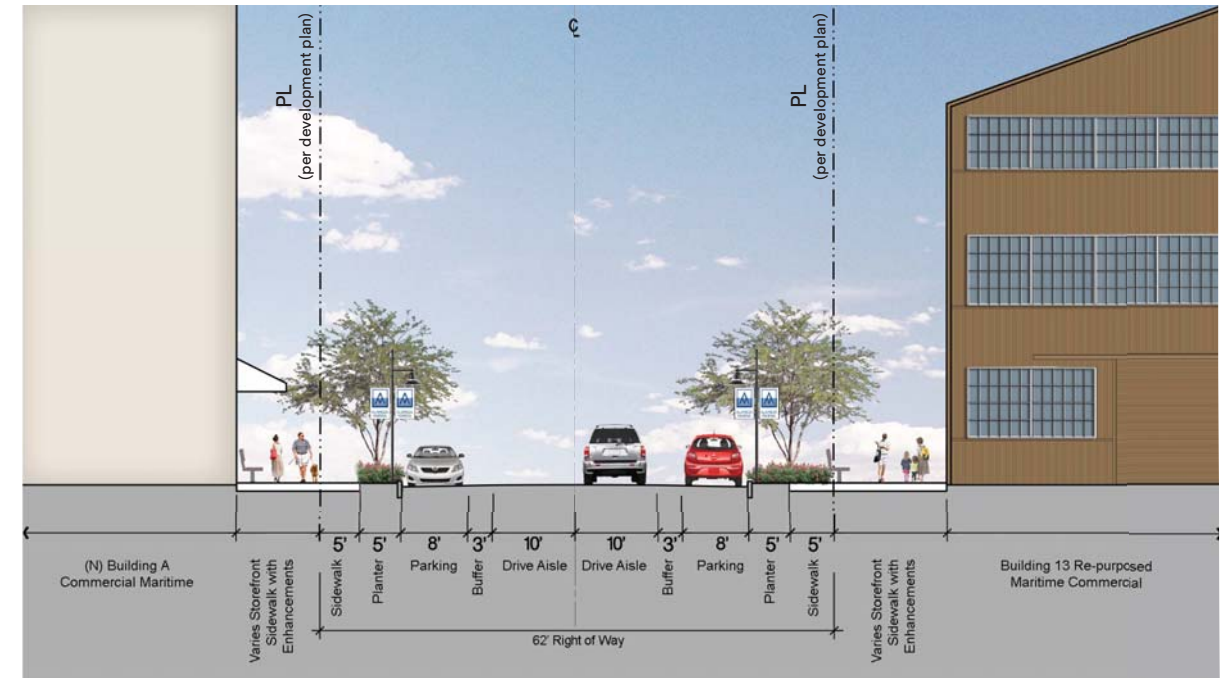 PL
(per development plan)
℄
PL
(per development plan)
5'
5'
8'
3'
10'
10'
3'
8'
5'
5'
(N) Building A
Commercial Maritime
Varies Storefront
Sidewalk with
Enhancements
Sidewalk
Planter
Parking
Buffer
Drive Aisle
Drive Aisle
Buffer
Parking
Planter
Sidewalk
Varies Storefront
Sidewalk with
Enhancements
Building 13 Re-purposed
Maritime Commercial
62' Right of Way